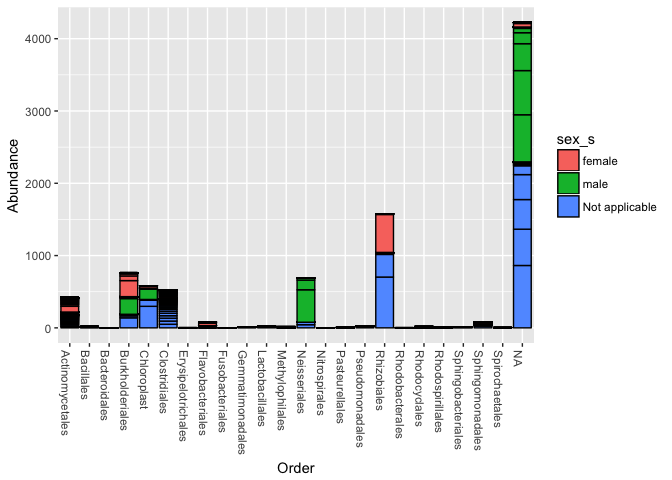 4000
3000
2000
1000
0
Abundance
Actinomycetales
Bacillales
Bacteroidales
Burkholderiales
Chloroplast
Clostridiales
Erysipelotrichales
Flavobacteriales
Fusobacteriales
Gemmatimonadales
Lactobacillales
Methylophilales
Neisseriales
Nitrospirales
Pasteurellales
Pseudomonadales
Rhizobiales
Rhodobacterales
Rhodocyclales
Rhodospirillales
Sphingobacteriales
Sphingomonadales
Spirochaetales
NA
Order
sex_s
female
male
Not applicable